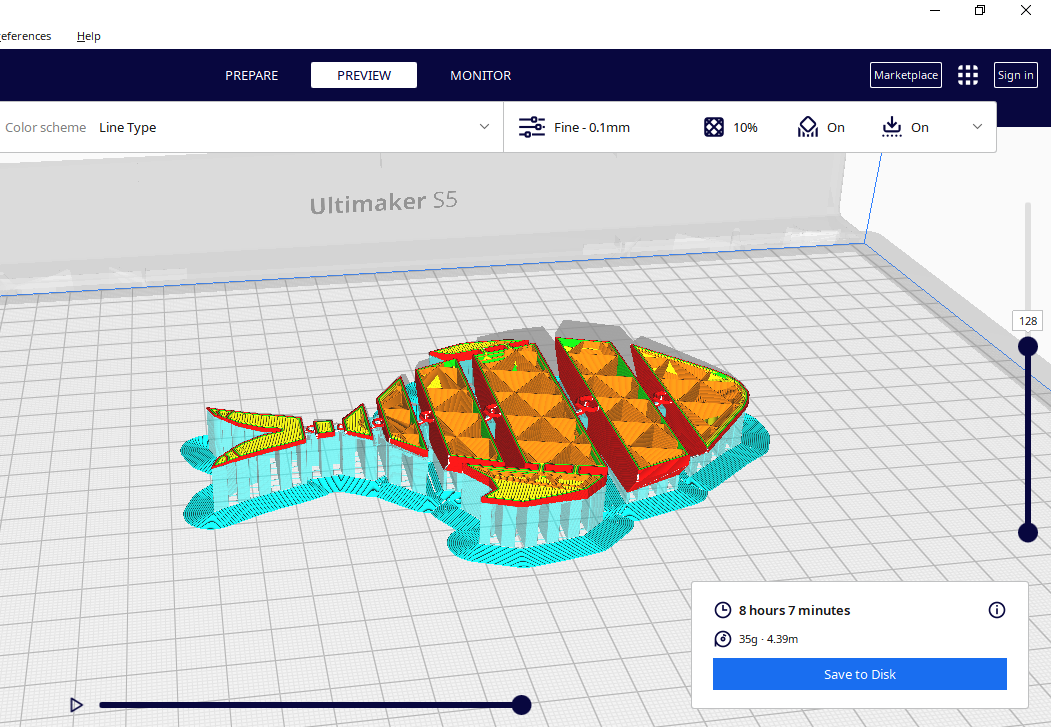 eferences Help
PREPARE PREVIEW MONITOR Marketplace Sign in
Color scheme Line Type Fine - 0.1mm 10% On On
Ultimaker S5
128
8 hours 7 minutes
35g · 4.39m
Save to Disk